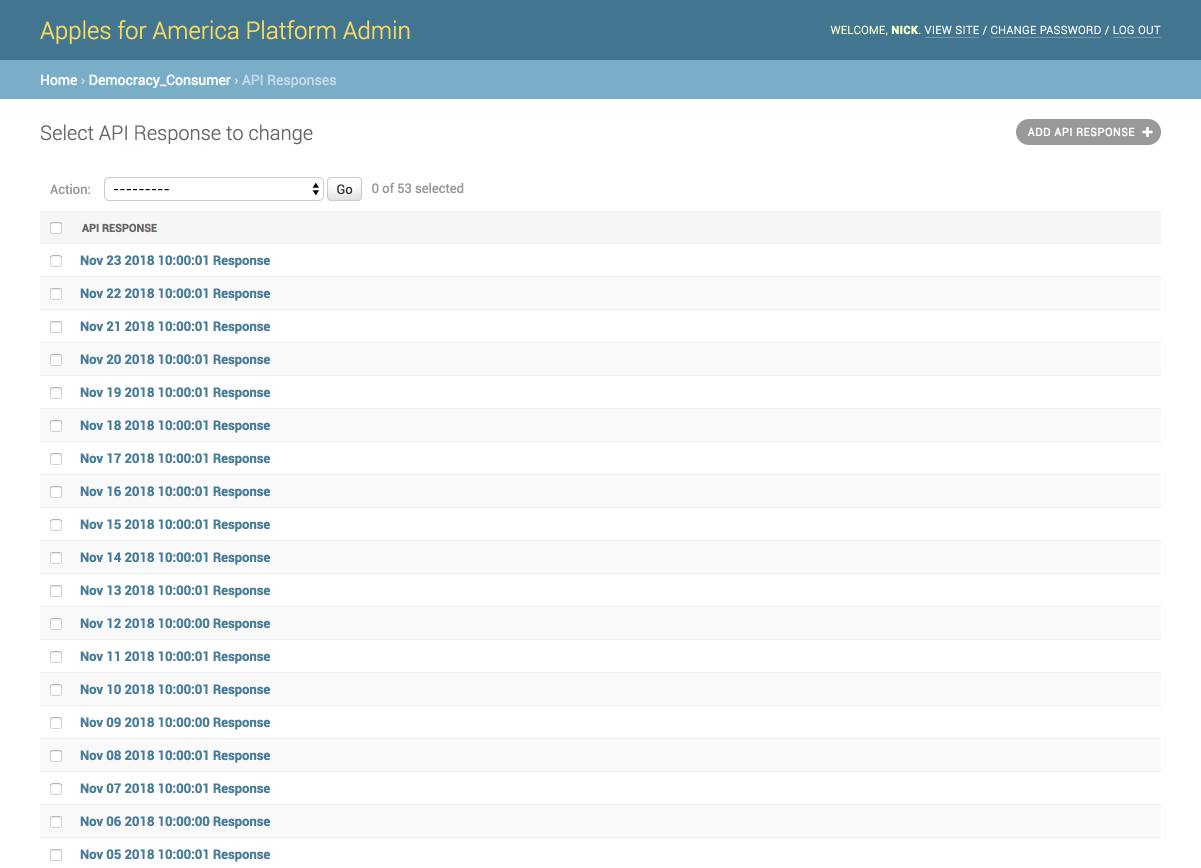 Apples for America Platform Admin
WELCOME, NICK. VIEW SITE / CHANGE PASSWORD / LOG OUT
Home › Democracy_Consumer › API Responses
Select API Response to change
ADD API RESPONSE +
Action: --------- Go 0 of 53 selected
API RESPONSE
Nov 23 2018 10:00:01 Response
Nov 22 2018 10:00:01 Response
Nov 21 2018 10:00:01 Response
Nov 20 2018 10:00:01 Response
Nov 19 2018 10:00:01 Response
Nov 18 2018 10:00:01 Response
Nov 17 2018 10:00:01 Response
Nov 16 2018 10:00:01 Response
Nov 15 2018 10:00:01 Response
Nov 14 2018 10:00:01 Response
Nov 13 2018 10:00:01 Response
Nov 12 2018 10:00:00 Response
Nov 11 2018 10:00:01 Response
Nov 10 2018 10:00:01 Response
Nov 09 2018 10:00:00 Response
Nov 08 2018 10:00:01 Response
Nov 07 2018 10:00:01 Response
Nov 06 2018 10:00:00 Response
Nov 05 2018 10:00:01 Response